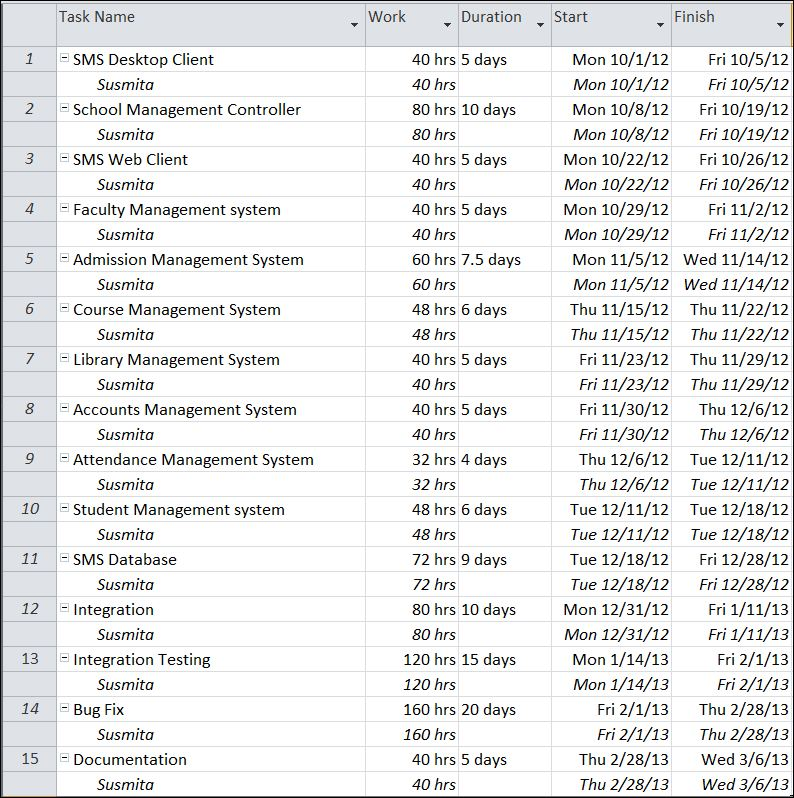 Task Name Work Duration Start Finish
1 SMS Desktop Client 40 hrs 5 days Mon 10/1/12 Fri 10/5/12
Susmita 40 hrs Mon 10/1/12 Fri 10/5/12
2 School Management Controller 80 hrs 10 days Mon 10/8/12 Fri 10/19/12
Susmita 80 hrs Mon 10/8/12 Fri 10/19/12
3 SMS Web Client 40 hrs 5 days Mon 10/22/12 Fri 10/26/12
Susmita 40 hrs Mon 10/22/12 Fri 10/26/12
4 Faculty Management system 40 hrs 5 days Mon 10/29/12 Fri 11/2/12
Susmita 40 hrs Mon 10/29/12 Fri 11/2/12
5 Admission Management System 60 hrs 7.5 days Mon 11/5/12 Wed 11/14/12
Susmita 60 hrs Mon 11/5/12 Wed 11/14/12
6 Course Management System 48 hrs 6 days Thu 11/15/12 Thu 11/22/12
Susmita 48 hrs Thu 11/15/12 Thu 11/22/12
7 Library Management System 40 hrs 5 days Fri 11/23/12 Thu 11/29/12
Susmita 40 hrs Fri 11/23/12 Thu 11/29/12
8 Accounts Management System 40 hrs 5 days Fri 11/30/12 Thu 12/6/12
Susmita 40 hrs Fri 11/30/12 Thu 12/6/12
9 Attendance Management System 32 hrs 4 days Thu 12/6/12 Tue 12/11/12
Susmita 32 hrs Thu 12/6/12 Tue 12/11/12
10 Student Management system 48 hrs 6 days Tue 12/11/12 Tue 12/18/12
Susmita 48 hrs Tue 12/11/12 Tue 12/18/12
11 SMS Database 72 hrs 9 days Tue 12/18/12 Fri 12/28/12
Susmita 72 hrs Tue 12/18/12 Fri 12/28/12
12 Integration 80 hrs 10 days Mon 12/31/12 Fri 1/11/13
Susmita 80 hrs Mon 12/31/12 Fri 1/11/13
13 Integration Testing 120 hrs 15 days Mon 1/14/13 Fri 2/1/13
Susmita 120 hrs Mon 1/14/13 Fri 2/1/13
14 Bug Fix 160 hrs 20 days Fri 2/1/13 Thu 2/28/13
Susmita 160 hrs Fri 2/1/13 Thu 2/28/13
15 Documentation 40 hrs 5 days Thu 2/28/13 Wed 3/6/13
Susmita 40 hrs Thu 2/28/13 Wed 3/6/13